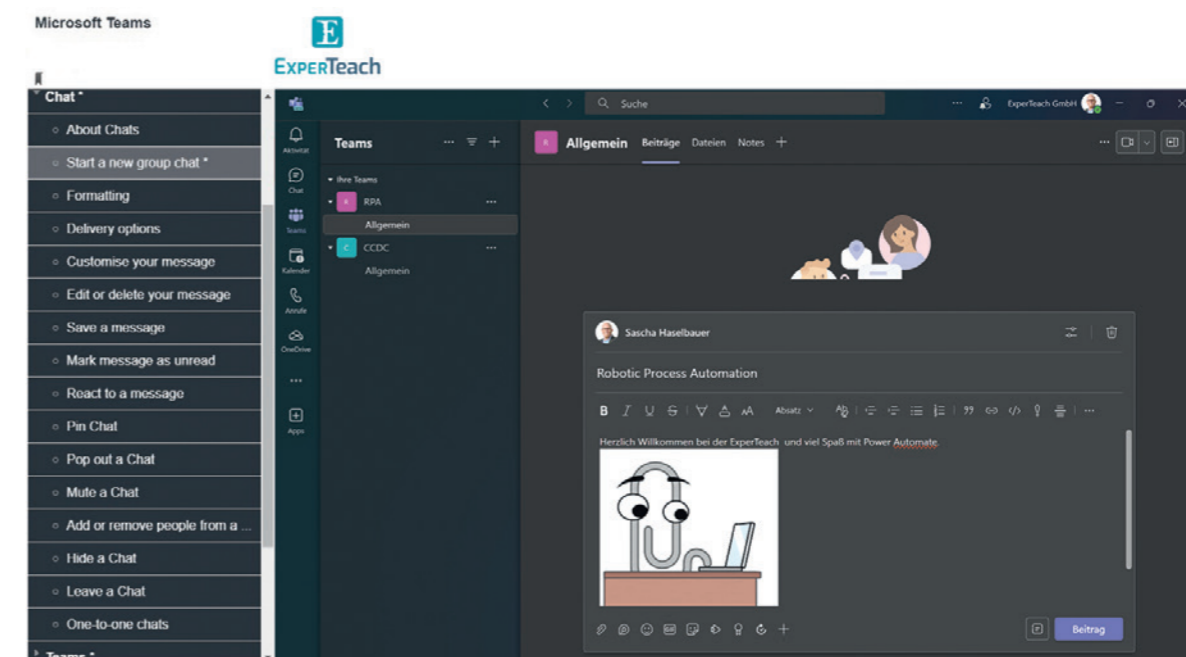 Microsoft Teams
E
EXPERTeach
Chat *
About Chats
Start a new group chat *
Formatting
Delivery options
Customise your message
Edit or delete your message
Save a message
Mark message as unread
React to a message
Pin Chat
Pop out a Chat
Mute a Chat
Add or remove people from a ...
Hide a Chat
Leave a Chat
One-to-one chats
Teams *
Suche
ExperTeach GmbH
Aktivität
Chat
Teams
Kalender
Anrufe
OneDrive
Apps
Teams
Ihre Teams
R RPA
Allgemein
C CCDC
Allgemein
R Allgemein Beiträge Dateien Notes
Sascha Haselbauer
Robotic Process Automation
B I U S AA Absatz
Herzlich Willkommen bei der ExperTeach und viel Spaß mit Power Automate.
GIF
Beitrag